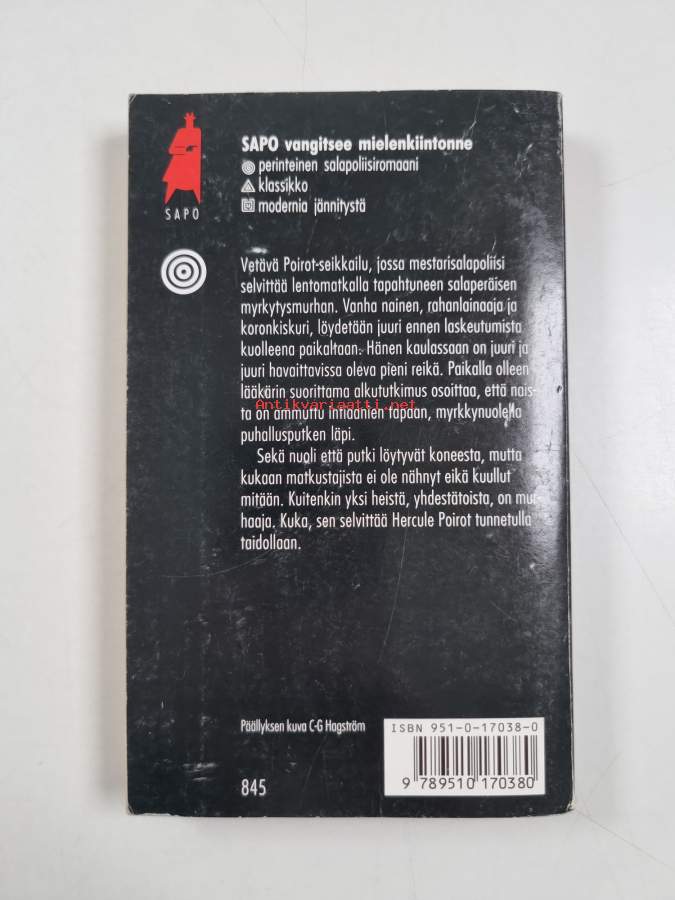 SAPO vangitsee mielenkiintonne
perinteinen salapoliisiromaani
klassikko
modernia jännitystä
SAPO
Vetävä Poirot-seikkailu, jossa mestarisalapoliisi
selvittää lentomatkalla tapahtuneen salaperäisen
myrkytysmurhan. Vanha nainen, rahanlainaaja ja
koronkiskuri, löydetään juuri ennen laskeutumista
kuolleena paikaltaan. Hänen kaulassaan on juuri ja
juuri havaittavissa oleva pieni reikä. Paikalla olleen
lääkärin suorittama alkututkimus osoittaa, että nais-
Antikvariaatti.net
ta on ammuttu intiaanien tapaan, myrkkynuolella
puhallusputken läpi.
Sekä nuoli että putki löytyvät koneesta, mutta
kukaan matkustajista ei ole nähnyt eikä kuullut
mitään. Kuitenkin yksi heistä, yhdestätoista, on mur-
haaja. Kuka, sen selvittää Hercule Poirot tunnetulla
taidollaan.
Päällyksen kuva C-G Hagström
ISBN 951-0-17038-0
9 789510 170380
845